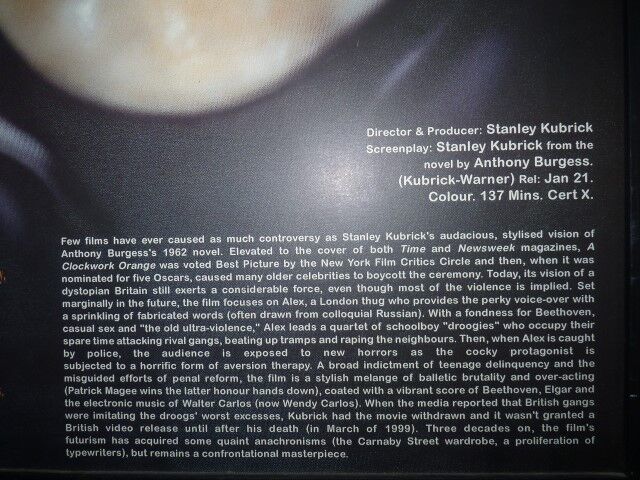 Director & Producer: Stanley Kubrick
Screenplay: Stanley Kubrick from the
novel by Anthony Burgess.
(Kubrick-Warner) Rel: Jan 21.
Colour. 137 Mins. Cert X.
Few films have ever caused as much controversy as Stanley Kubrick's audacious, stylised vision of
Anthony Burgess's 1962 novel. Elevated to the cover of both Time and Newsweek magazines, A
Clockwork Orange was voted Best Picture by the New York Film Critics Circle and then, when it was
nominated for five Oscars, caused many older celebrities to boycott the ceremony. Today, its vision of a
dystopian Britain still exerts a considerable force, even though most of the violence is implied. Set
marginally in the future, the film focuses on Alex, a London thug who provides the perky voice-over with
a sprinkling of fabricated words (often drawn from colloquial Russian). With a fondness for Beethoven,
casual sex and "the old ultra-violence," Alex leads a quartet of schoolboy "droogies" who occupy their
spare time attacking rival gangs, beating up tramps and raping the neighbours. Then, when Alex is caught
by police, the audience is exposed to new horrors as the cocky protagonist is
subjected to a horrific form of aversion therapy. A broad indictment of teenage delinquency and the
misguided efforts of penal reform, the film is a stylish melange of balletic brutality and over-acting
(Patrick Magee wins the latter honour hands down), coated with a vibrant score of Beethoven, Elgar and
the electronic music of Walter Carlos (now Wendy Carlos). When the media reported that British gangs
were imitating the droogs' worst excesses, Kubrick had the movie withdrawn and it wasn't granted a
British video release until after his death (in March of 1999). Three decades on, the film's
futurism has acquired some quaint anachronisms (the Carnaby Street wardrobe, a proliferation of
typewriters), but remains a confrontational masterpiece.